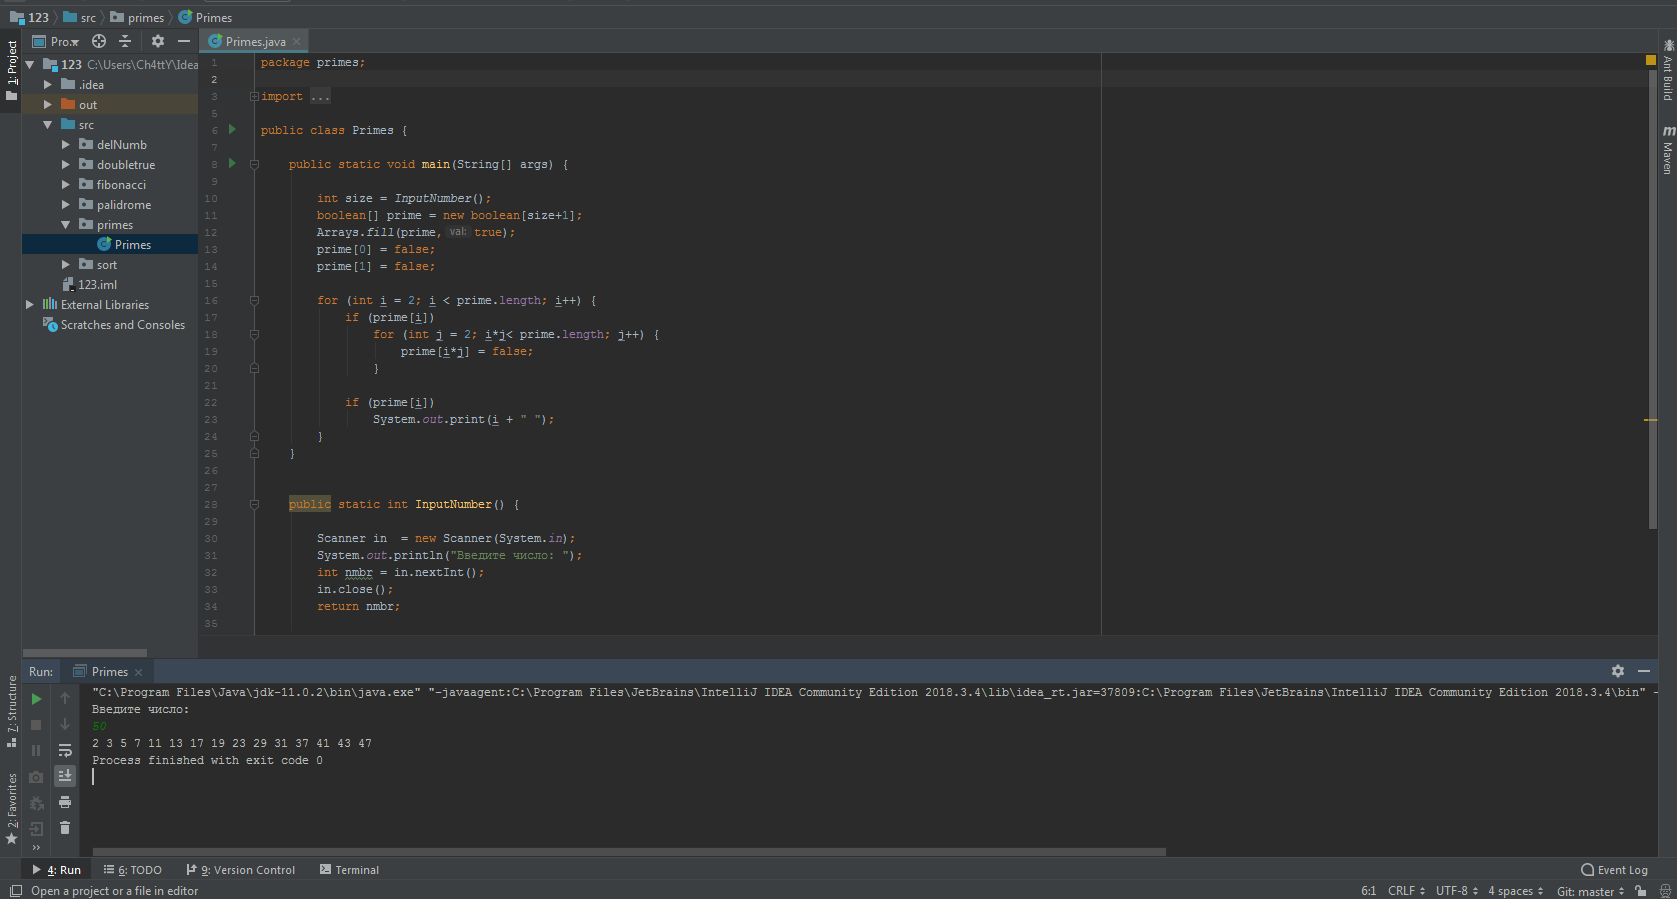 123 src primes Primes
1: Project
Pro...
Primes.java
123 C:\Users\Ch4ttY\Idea
.idea
out
src
delNumb
doubletrue
fibonacci
palidrome
primes
Primes
sort
123.iml
External Libraries
Scratches and Consoles
1 package primes;
2
3 import ...
5
6 public class Primes {
7
8 public static void main(String[] args) {
9
10 int size = InputNumber();
11 boolean[] prime = new boolean[size+1];
12 Arrays.fill(prime, val: true);
13 prime[0] = false;
14 prime[1] = false;
15
16 for (int i = 2; i < prime.length; i++) {
17 if (prime[i])
18 for (int j = 2; i*j< prime.length; j++) {
19 prime[i*j] = false;
20 }
21
22 if (prime[i])
23 System.out.print(i + " ");
24 }
25 }
26
27
28 public static int InputNumber() {
29
30 Scanner in  = new Scanner(System.in);
31 System.out.println("Введите число: ");
32 int nmbr = in.nextInt();
33 in.close();
34 return nmbr;
35
Ant Build
m Maven
Run: Primes
"C:\Program Files\Java\jdk-11.0.2\bin\java.exe" "-javaagent:C:\Program Files\JetBrains\IntelliJ IDEA Community Edition 2018.3.4\lib\idea_rt.jar=37809:C:\Program Files\JetBrains\IntelliJ IDEA Community Edition 2018.3.4\bin" -
Введите число:
50
2 3 5 7 11 13 17 19 23 29 31 37 41 43 47
Process finished with exit code 0
7: Structure
2: Favorites
4: Run 6: TODO 9: Version Control Terminal Event Log
Open a project or a file in editor 6:1 CRLF UTF-8 4 spaces Git: master